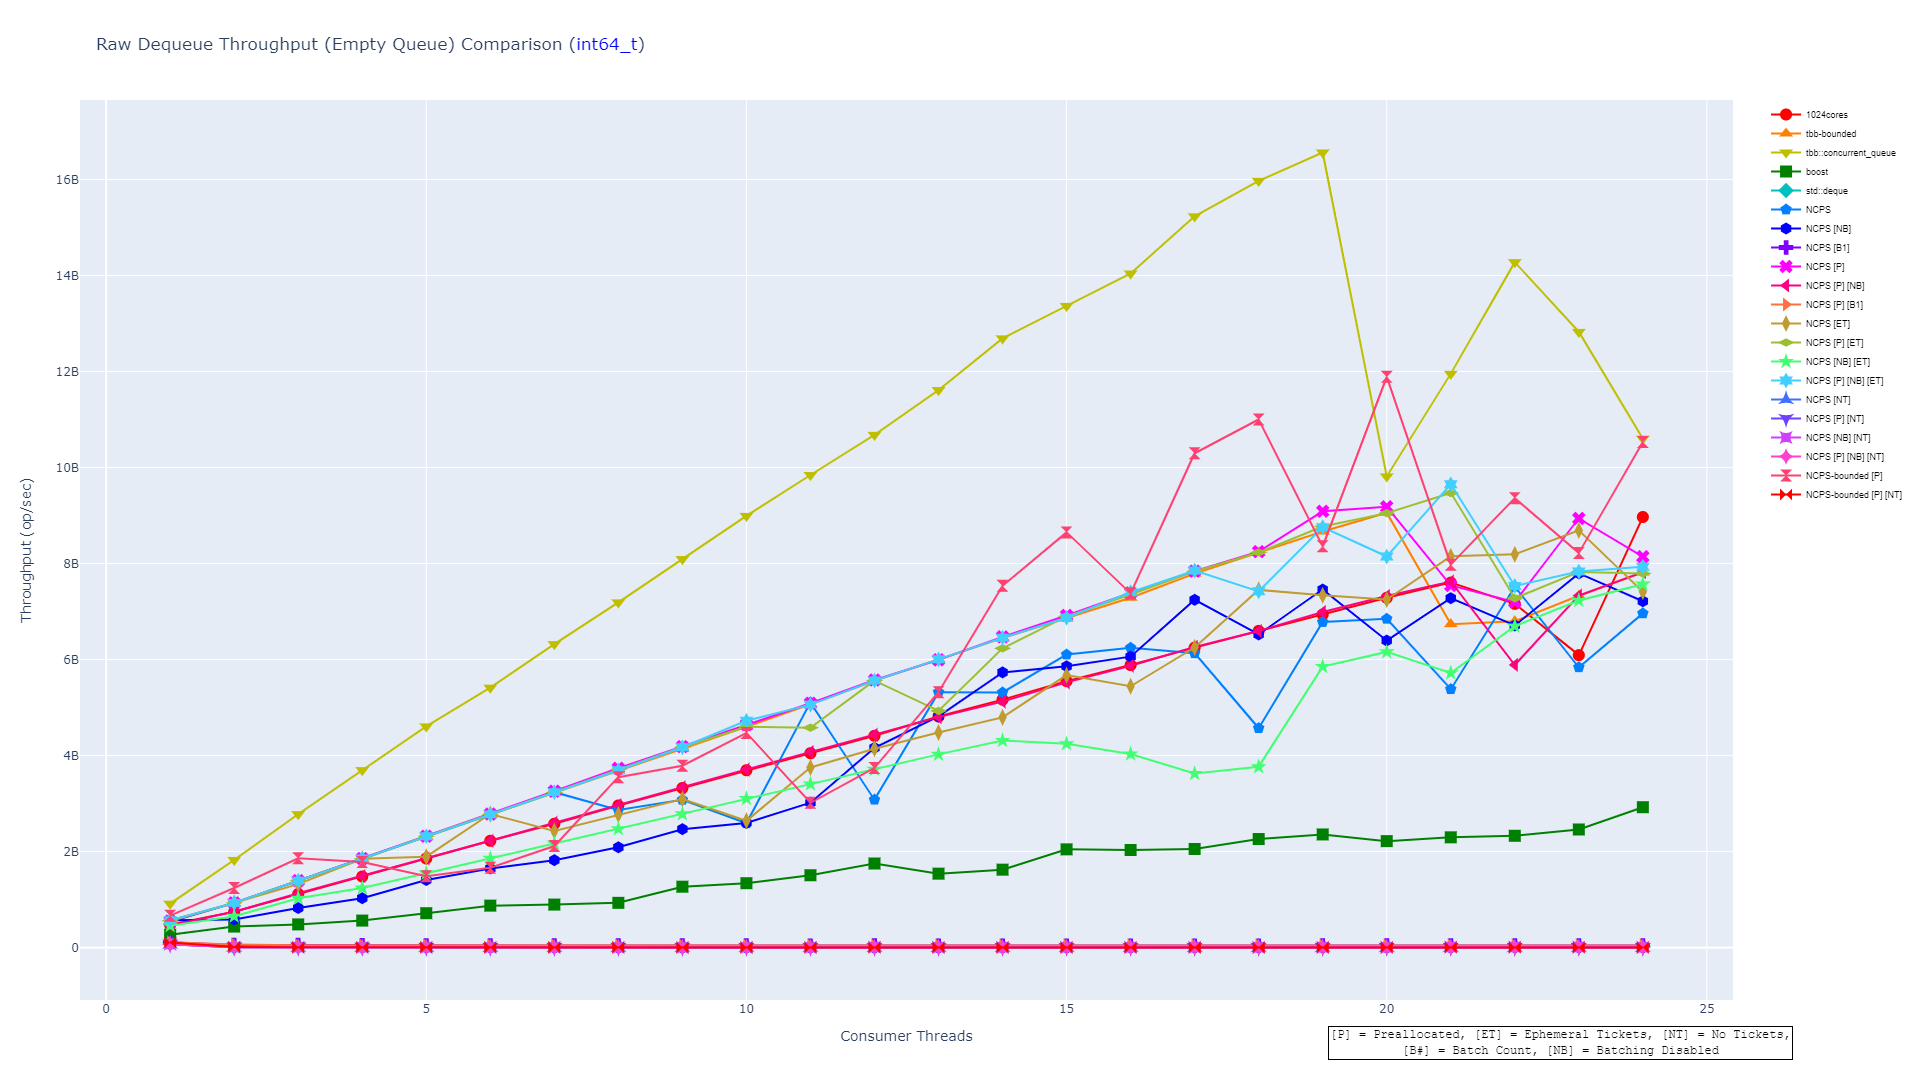 Raw Dequeue Throughput (Empty Queue) Comparison (int64_t)
16B
14B
12B
10B
8B
6B
4B
2B
0
Throughput (op/sec)
0
5
10
15
20
25
Consumer Threads
1024cores
tbb-bounded
tbb::concurrent_queue
boost
std::deque
NCPS
NCPS [NB]
NCPS [B1]
NCPS [P]
NCPS [P] [NB]
NCPS [P] [B1]
NCPS [ET]
NCPS [P] [ET]
NCPS [NB] [ET]
NCPS [P] [NB] [ET]
NCPS [NT]
NCPS [P] [NT]
NCPS [NB] [NT]
NCPS [P] [NB] [NT]
NCPS-bounded [P]
NCPS-bounded [P] [NT]
[P] = Preallocated, [ET] = Ephemeral Tickets, [NT] = No Tickets,
[B#] = Batch Count, [NB] = Batching Disabled